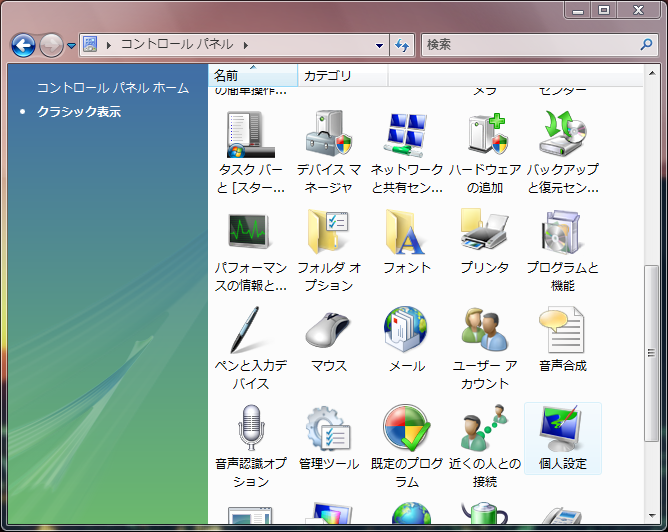 コントロール パネル
検索
コントロール パネル ホーム
クラシック表示
名前
カテゴリ
の簡単操作...
メラ
センター
タスク バー
と [スター...
デバイス マ
ネージャ
ネットワーク
と共有セン...
ハードウェア
の追加
バックアップ
と復元セン...
パフォーマン
スの情報と...
フォルダ オ
プション
フォント
プリンタ
プログラムと
機能
ペンと入力デ
バイス
マウス
メール
ユーザー ア
カウント
音声合成
音声認識オプ
ション
管理ツール
既定のプログ
ラム
近くの人との
接続
個人設定